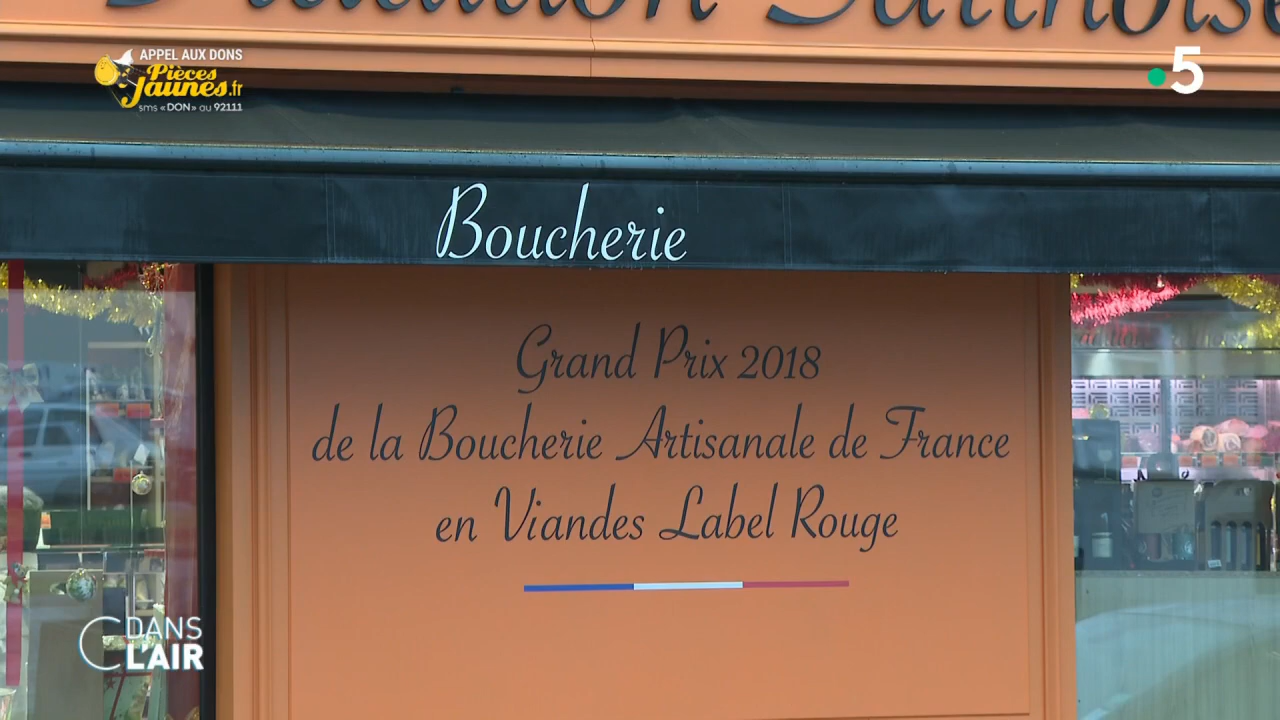 APPEL AUX DONS
Pièces
Jaunes.fr
sms «DON» au 92111
5
Boucherie
Grand Prix 2018
de la Boucherie Artisanale de France
en Viandes Label Rouge
C DANS
L'AIR